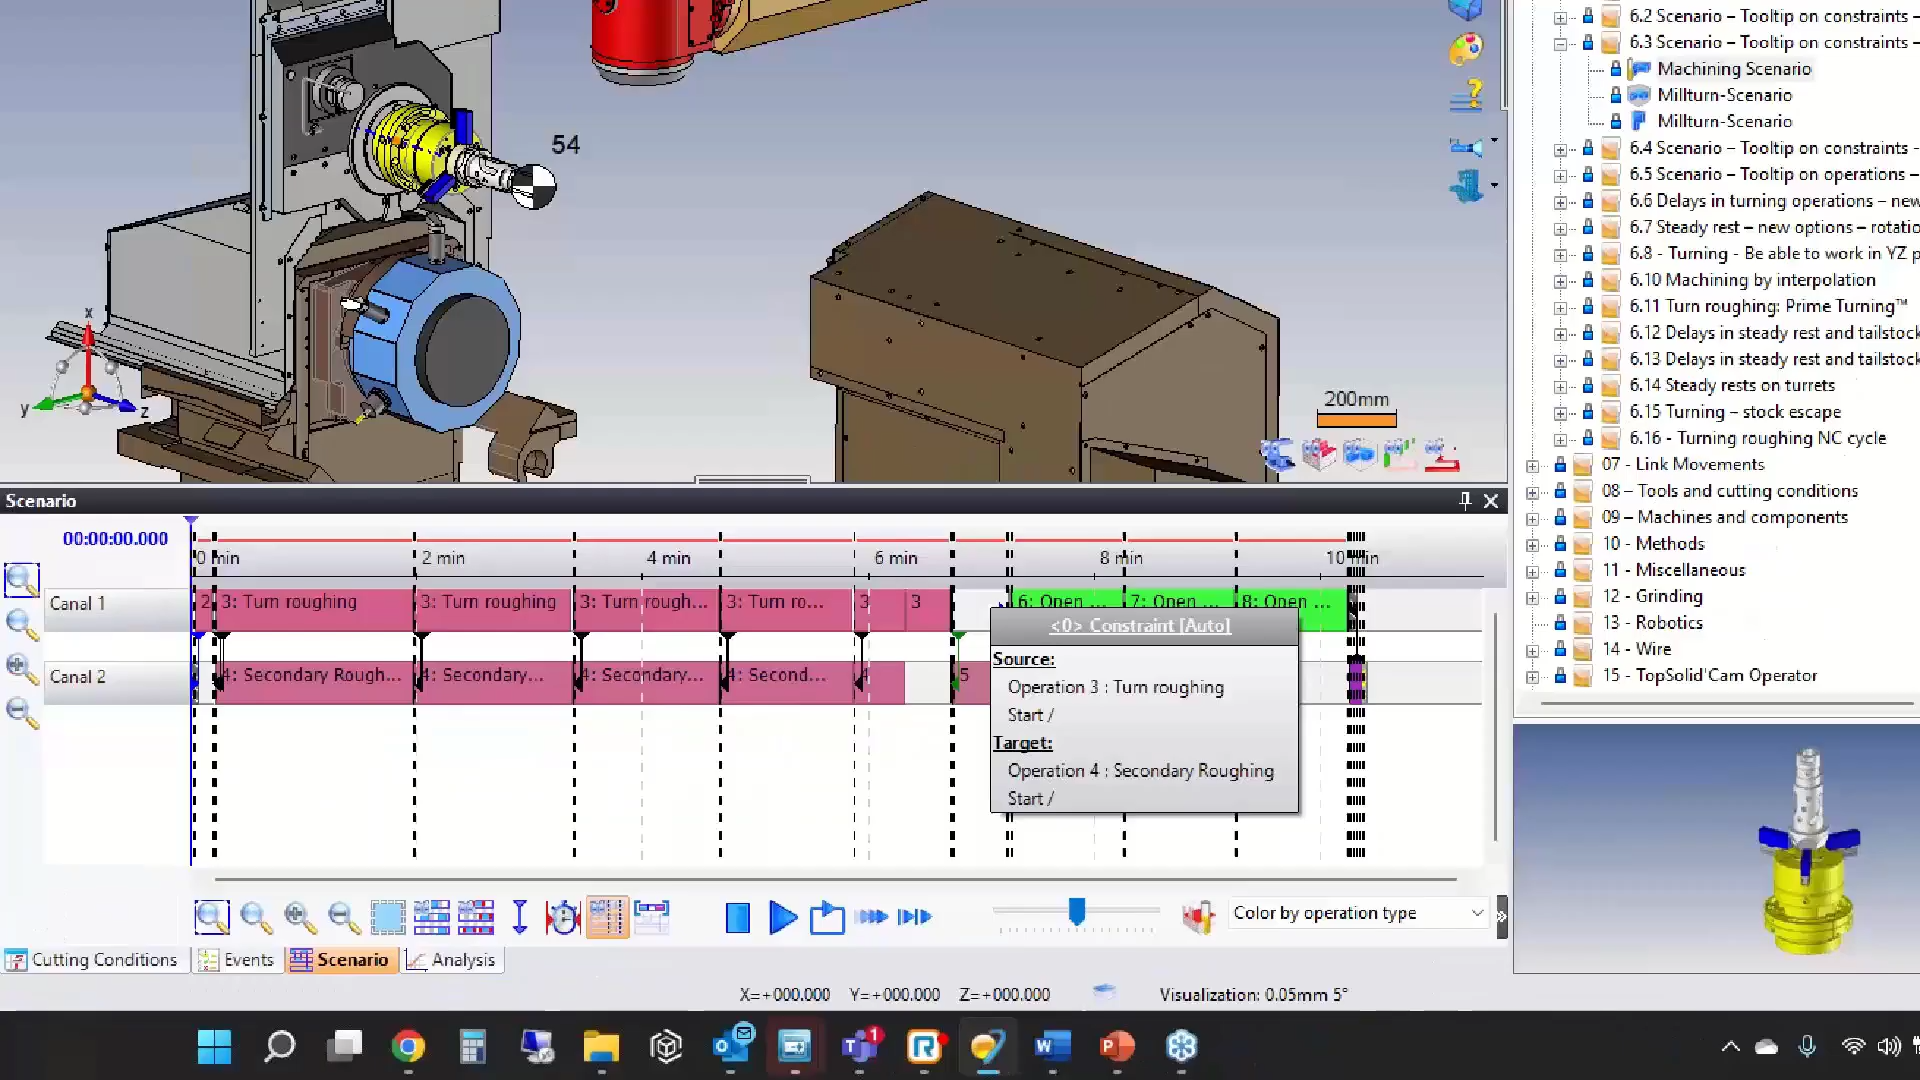 54
x
y
z
200mm
6.2 Scenario – Tooltip on constraints –
6.3 Scenario – Tooltip on constraints –
Machining Scenario
Millturn-Scenario
Millturn-Scenario
6.4 Scenario – Tooltip on constraints -
6.5 Scenario – Tooltip on operations –
6.6 Delays in turning operations – new
6.7 Steady rest – new options – rotatio
6.8 - Turning - Be able to work in YZ p
6.10 Machining by interpolation
6.11 Turn roughing: Prime Turning™
6.12 Delays in steady rest and tailstock
6.13 Delays in steady rest and tailstock
6.14 Steady rests on turrets
6.15 Turning – stock escape
6.16 - Turning roughing NC cycle
07 - Link Movements
08 – Tools and cutting conditions
09 – Machines and components
10 - Methods
11 - Miscellaneous
12 - Grinding
13 - Robotics
14 - Wire
15 - TopSolid'Cam Operator
Scenario
00:00:00.000
0 min 2 min 4 min 6 min 8 min 10 min
Canal 1
2 3: Turn roughing 3: Turn roughing 3: Turn rough... 3: Turn ro... 3 3 6: Open ... 7: Open ... 8: Open ...
Canal 2
4: Secondary Rough... 4: Secondary... 4: Secondary... 4: Second... 4 5
<0> Constraint [Auto]
Source:
Operation 3 : Turn roughing
Start /
Target:
Operation 4 : Secondary Roughing
Start /
Color by operation type
Cutting Conditions Events Scenario Analysis
X=+000.000 Y=+000.000 Z=+000.000 Visualization: 0.05mm 5°
1